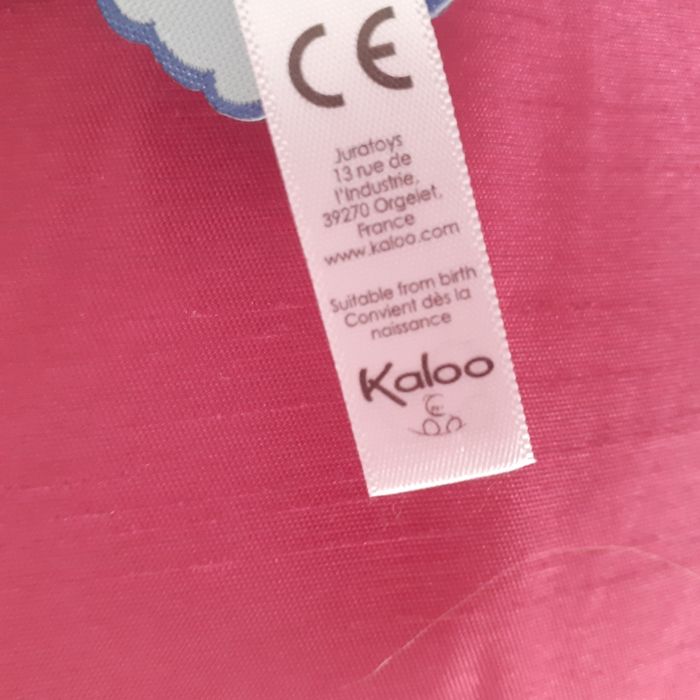 CE
Juratoys
13 rue de
l'Industrie,
39270 Orgelet,
France
www.kaloo.com
Suitable from birth
Convient dès la
naissance
Kaloo